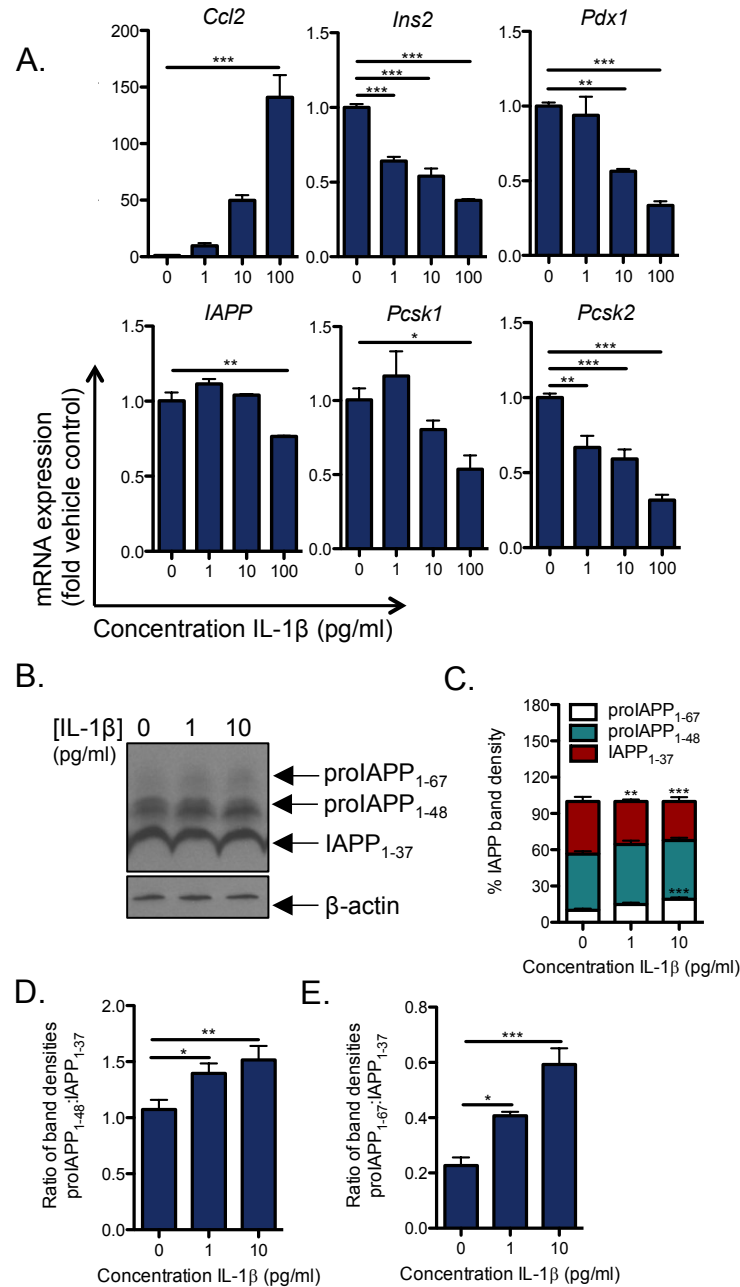 A.
Ccl2
Ins2
Pdx1
200
150
100
50
0
***
0 1 10 100
1.5
1.0
0.5
0.0
***
***
***
0 1 10 100
1.5
1.0
0.5
0.0
***
**
0 1 10 100
IAPP
Pcsk1
Pcsk2
1.5
1.0
0.5
0.0
**
0 1 10 100
1.5
1.0
0.5
0.0
*
0 1 10 100
1.5
1.0
0.5
0.0
***
***
**
0 1 10 100
mRNA expression
(fold vehicle control)
Concentration IL-1β (pg/ml)
B.
[IL-1β] 0 1 10
(pg/ml)
proIAPP1-67
proIAPP1-48
IAPP1-37
β-actin
C.
proIAPP1-67
proIAPP1-48
IAPP1-37
% IAPP band density
180
150
120
90
60
30
0
** ***
***
0 1 10
Concentration IL-1β (pg/ml)
D.
Ratio of band densities
proIAPP1-48:IAPP1-37
2.0
1.5
1.0
0.5
0.0
**
*
0 1 10
Concentration IL-1β (pg/ml)
E.
Ratio of band densities
proIAPP1-67:IAPP1-37
0.8
0.6
0.4
0.2
0.0
***
*
0 1 10
Concentration IL-1β (pg/ml)